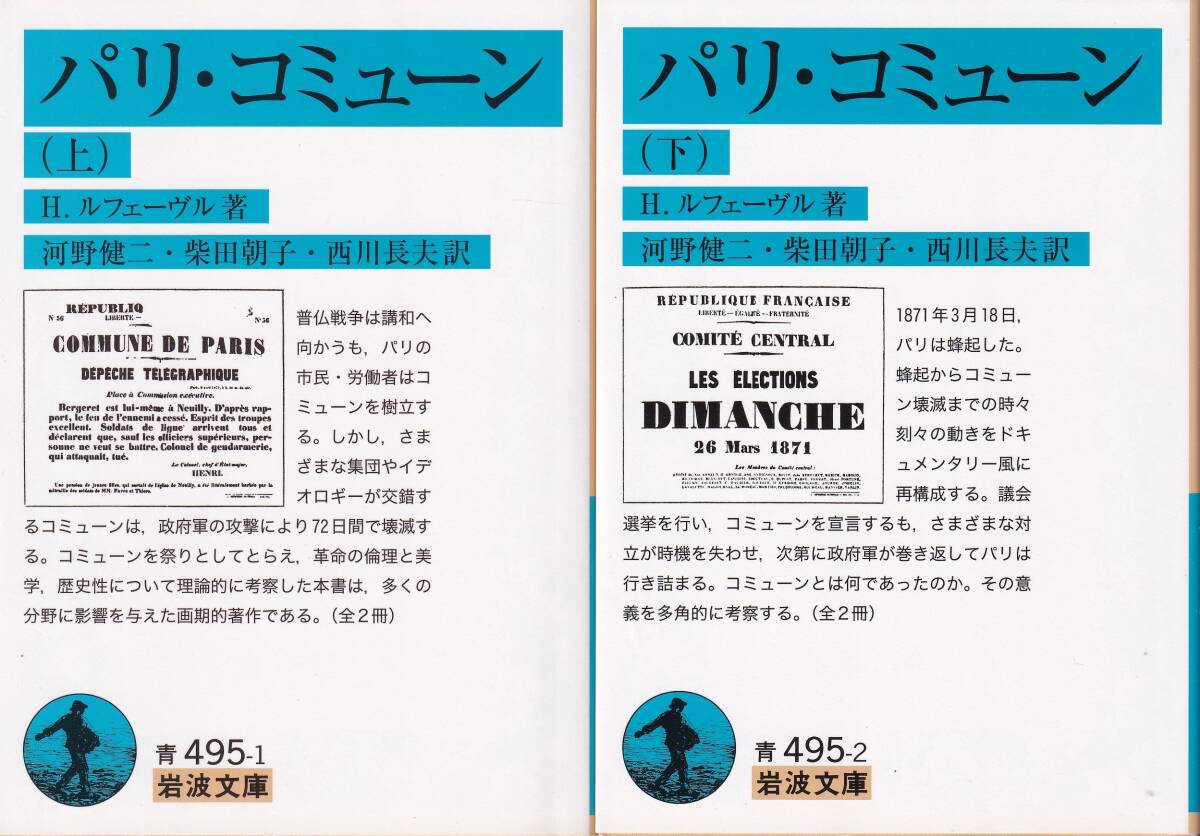 パリ・コミューン
(上)
H. ルフェーヴル 著
河野健二・柴田朝子・西川長夫訳
RÉPUBLIQ
LIBERTÉ —
Nº 56
Nº 56
COMMUNE DE PARIS
DÉPÊCHE TÉLÉGRAPHIQUE
Place à Commission exécutive.
Bergeret est lui-même à Neuilly. D'après rap-
port, le feu de l'ennemi a cessé. Esprit des troupes
excellent. Soldats de ligne arrivent tous et
déclarent que, sauf les officiers supérieurs, per-
sonne ne veut se battre. Colonel de gendarmerie,
qui attaquait, tué.
Le Colonel, chef d'État-major,
HENRI.
普仏戦争は講和へ
向かうも,パリの
市民・労働者はコ
ミューンを樹立す
る。しかし,さま
ざまな集団やイデ
オロギーが交錯す
るコミューンは,政府軍の攻撃により72日間で壊滅す
る。コミューンを祭りとしてとらえ,革命の倫理と美
学,歴史性について理論的に考察した本書は,多くの
分野に影響を与えた画期的著作である。(全2冊)
青 495-1
岩波文庫
パリ・コミューン
(下)
H. ルフェーヴル 著
河野健二・柴田朝子・西川長夫訳
RÉPUBLIQUE FRANÇAISE
LIBERTÉ — ÉGALITÉ — FRATERNITÉ
COMITÉ CENTRAL
LES ÉLECTIONS
DIMANCHE
26 Mars 1871
Les Membres du Comité central:
1871年3月18日,
パリは蜂起した。
蜂起からコミュー
ン壊滅までの時々
刻々の動きをドキ
ュメンタリー風に
再構成する。議会
選挙を行い,コミューンを宣言するも,さまざまな対
立が時機を失わせ,次第に政府軍が巻き返してパリは
行き詰まる。コミューンとは何であったのか。その意
義を多角的に考察する。(全2冊)
青 495-2
岩波文庫